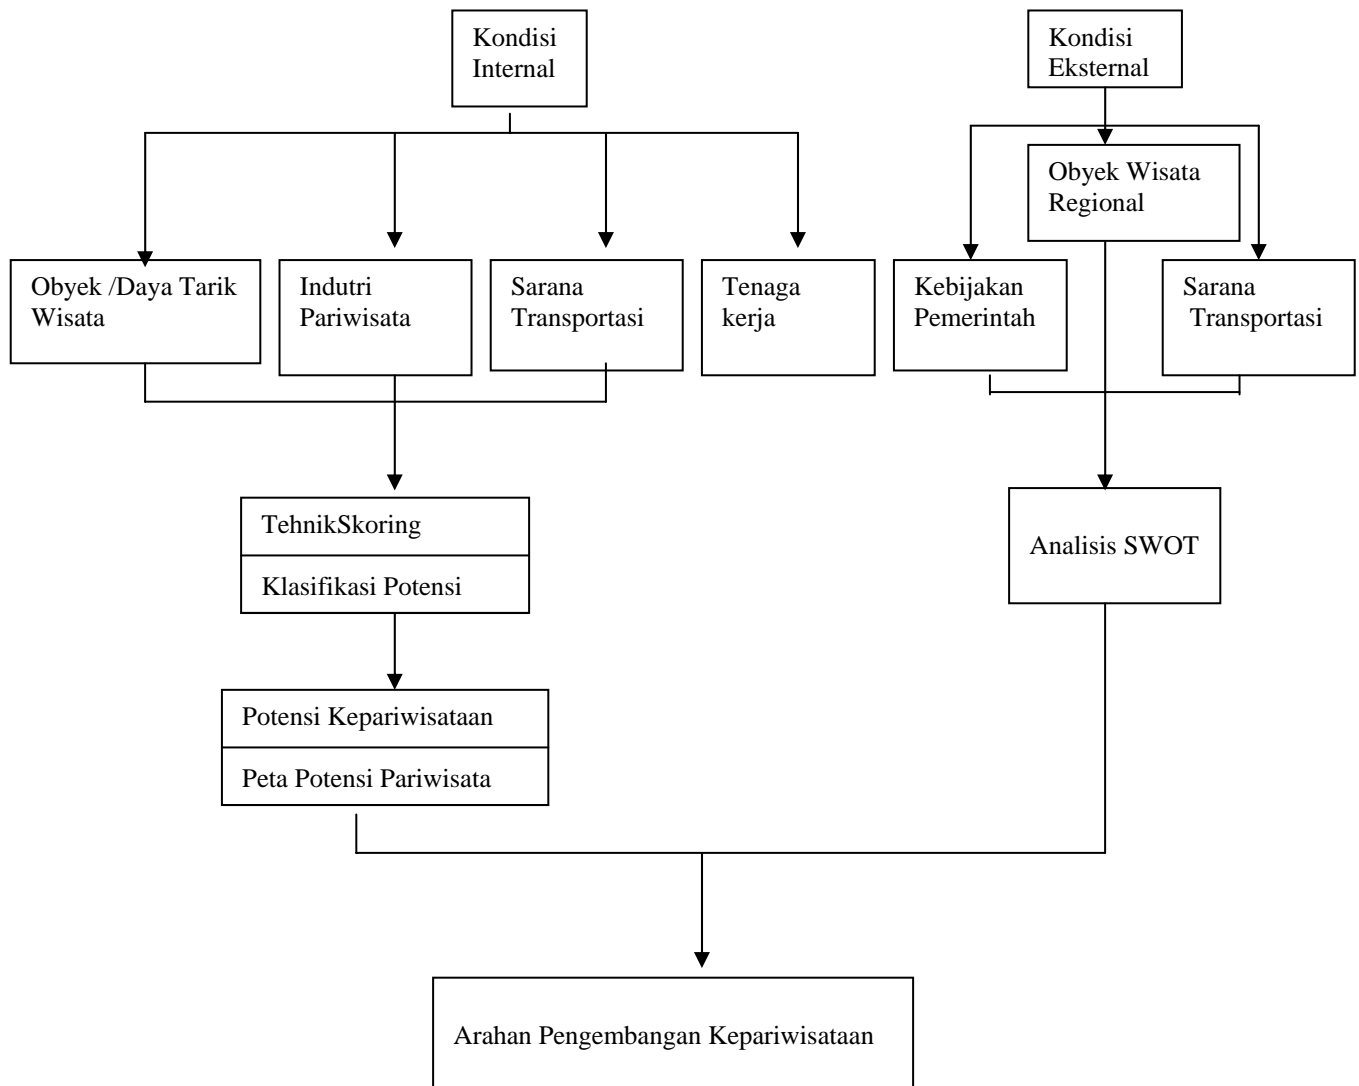 Kondisi
Internal
Kondisi
Eksternal
Obyek Wisata
Regional
Obyek /Daya Tarik
Wisata
Indutri
Pariwisata
Sarana
Transportasi
Tenaga
kerja
Kebijakan
Pemerintah
Sarana
Transportasi
TehnikSkoring
Klasifikasi Potensi
Analisis SWOT
Potensi Kepariwisataan
Peta Potensi Pariwisata
Arahan Pengembangan Kepariwisataan